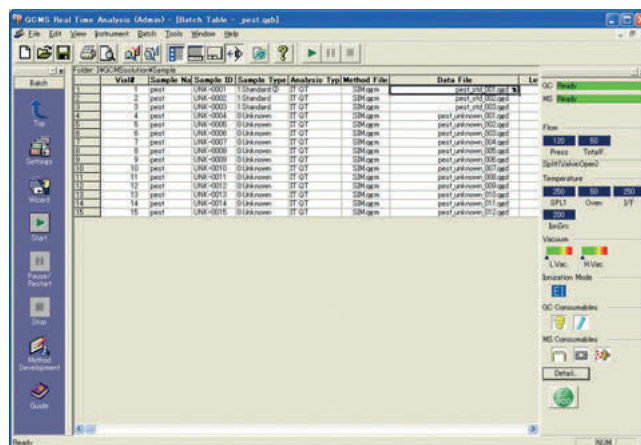 GCMS Real Time Analysis (Admin) - [Batch Table - _pest.qgb]
File Edit View Instrument Batch Tools Window Help
Folder: D¥GCMSsolution¥Sample
Batch
Top
Settings
Wizard
Start
Pause/
Restart
Stop
Method
Development
Guide
Vial# Sample Na Sample ID Sample Type Analysis Typ Method File Data File Le
1 1 pest UNK-0001 1:Standard IT QT SIM.qgm pest_std_001.qgd
2 2 pest UNK-0002 1:Standard IT QT SIM.qgm pest_std_002.qgd
3 3 pest UNK-0003 1:Standard IT QT SIM.qgm pest_std_003.qgd
4 4 pest UNK-0004 0:Unknown IT QT SIM.qgm pest_unknown_001.qgd
5 5 pest UNK-0005 0:Unknown IT QT SIM.qgm pest_unknown_002.qgd
6 6 pest UNK-0006 0:Unknown IT QT SIM.qgm pest_unknown_003.qgd
7 7 pest UNK-0007 0:Unknown IT QT SIM.qgm pest_unknown_004.qgd
8 8 pest UNK-0008 0:Unknown IT QT SIM.qgm pest_unknown_005.qgd
9 9 pest UNK-0009 0:Unknown IT QT SIM.qgm pest_unknown_006.qgd
10 10 pest UNK-0010 0:Unknown IT QT SIM.qgm pest_unknown_007.qgd
11 11 pest UNK-0011 0:Unknown IT QT SIM.qgm pest_unknown_008.qgd
12 12 pest UNK-0012 0:Unknown IT QT SIM.qgm pest_unknown_009.qgd
13 13 pest UNK-0013 0:Unknown IT QT SIM.qgm pest_unknown_010.qgd
14 14 pest UNK-0014 0:Unknown IT QT SIM.qgm pest_unknown_011.qgd
15 15 pest UNK-0015 0:Unknown IT QT SIM.qgm pest_unknown_012.qgd
GC Ready
MS Ready
Flow
120 50
Press TotalF.
(Split(Valve:Open)
Temperature
250 50 250
SPL1 Oven I/F
200
IonSrc
Vacuum
L.Vac. H.Vac.
Ionization Mode
EI
GC Consumables
MS Consumables
Detail...
Ready
NUM